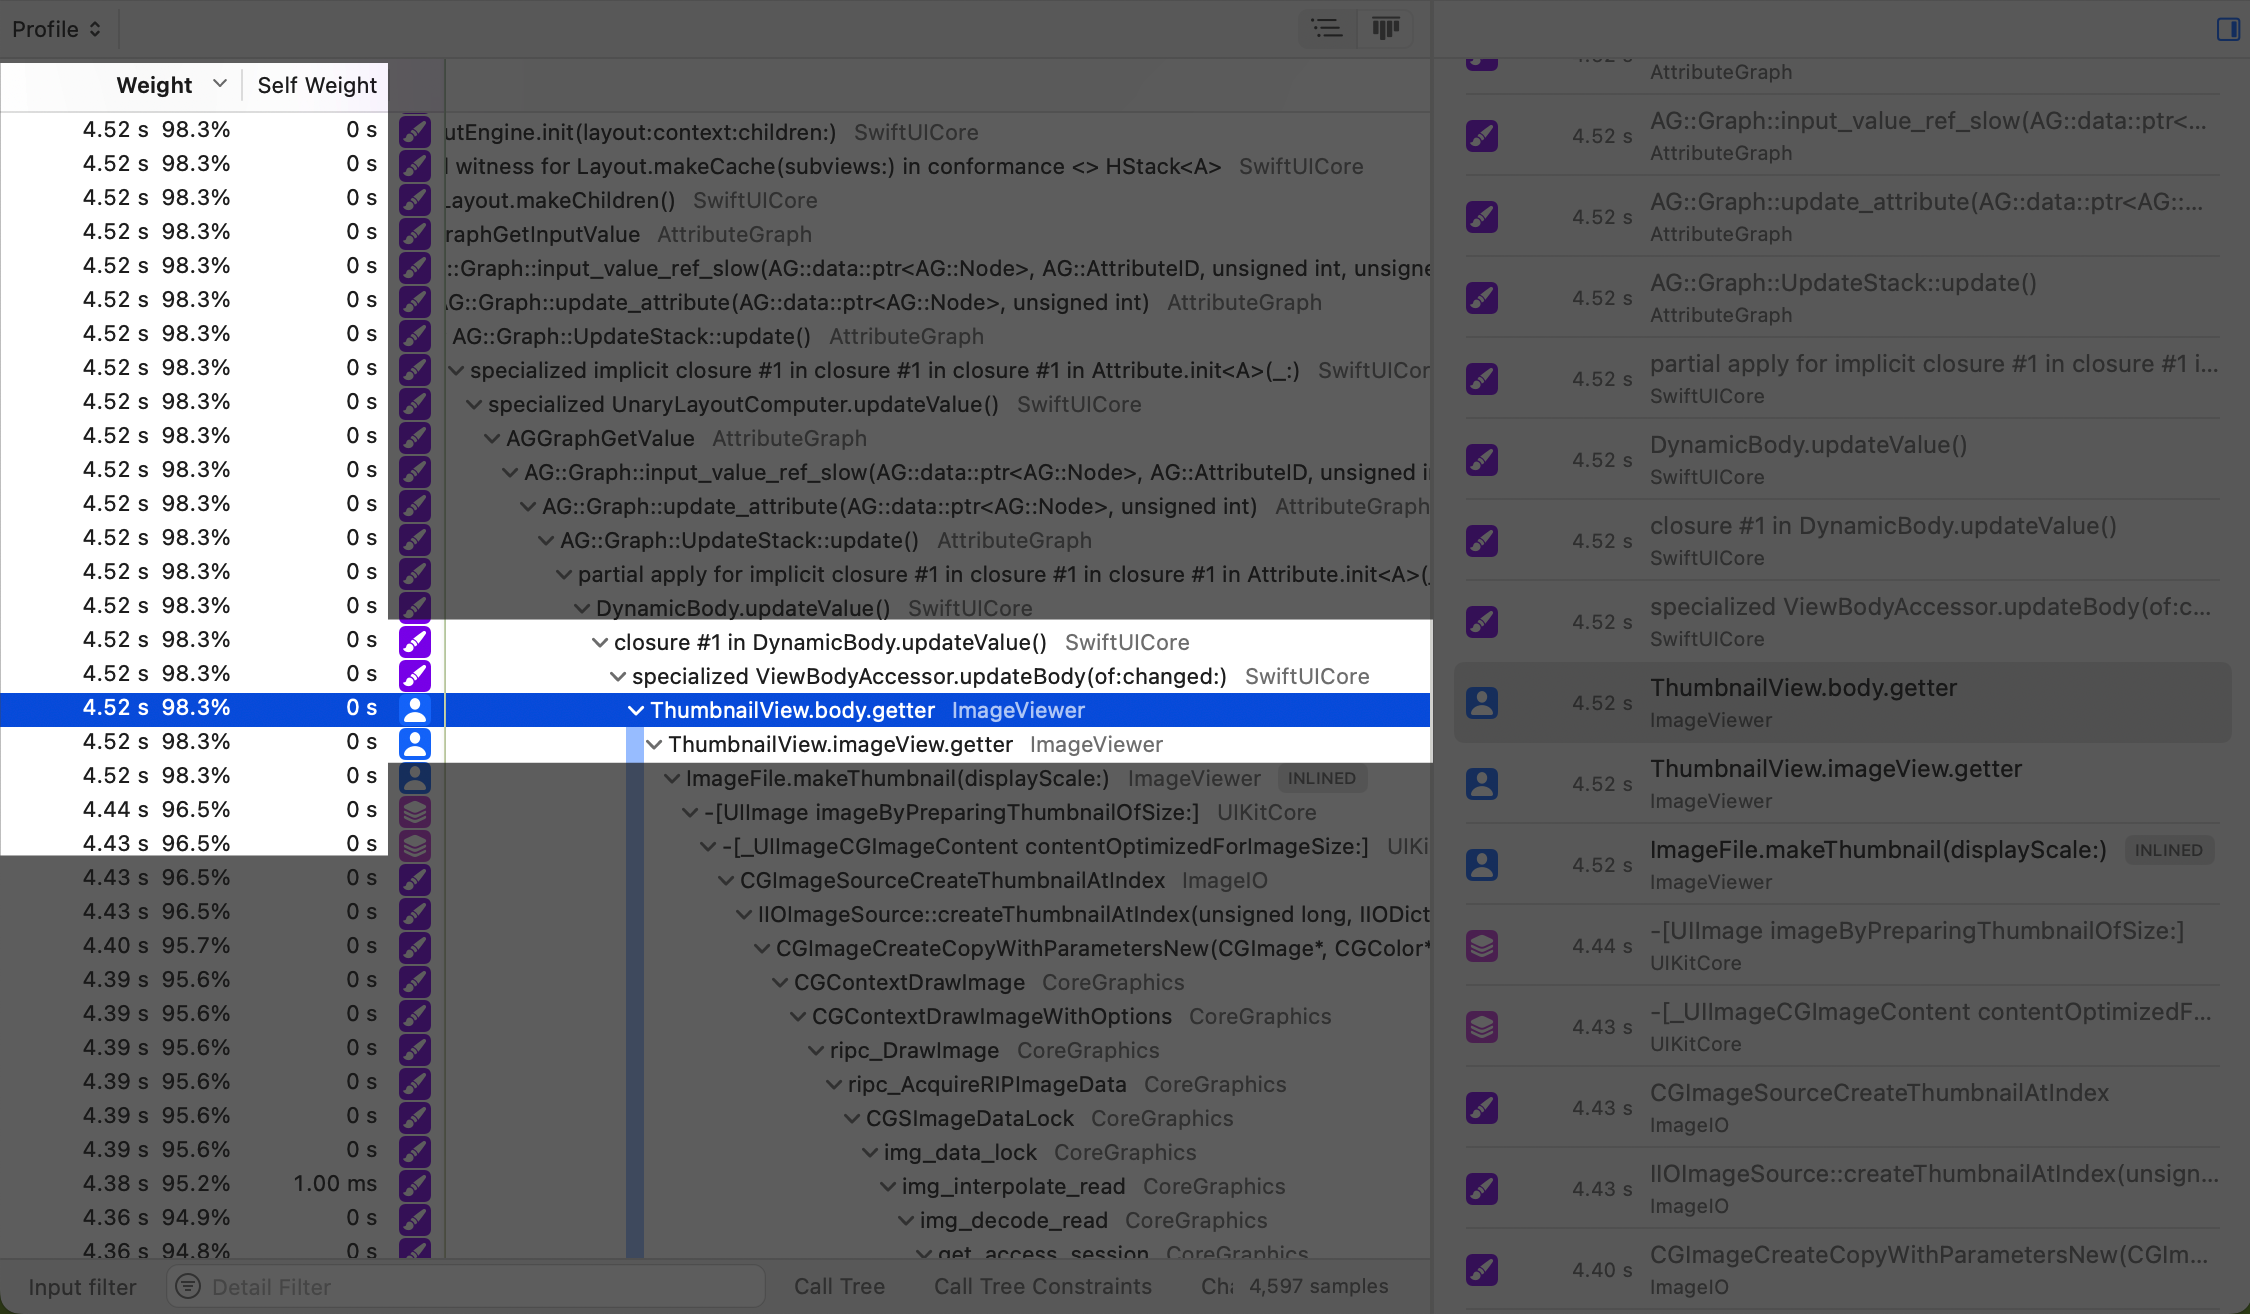 Profile
Weight Self Weight
4.52 s 98.3% 0 s utEngine.init(layout:context:children:) SwiftUICore
4.52 s 98.3% 0 s witness for Layout.makeCache(subviews:) in conformance <> HStack<A> SwiftUICore
4.52 s 98.3% 0 s Layout.makeChildren() SwiftUICore
4.52 s 98.3% 0 s raphGetInputValue AttributeGraph
4.52 s 98.3% 0 s ::Graph::input_value_ref_slow(AG::data::ptr<AG::Node>, AG::AttributeID, unsigned int, unsigne
4.52 s 98.3% 0 s AG::Graph::update_attribute(AG::data::ptr<AG::Node>, unsigned int) AttributeGraph
4.52 s 98.3% 0 s AG::Graph::UpdateStack::update() AttributeGraph
4.52 s 98.3% 0 s specialized implicit closure #1 in closure #1 in closure #1 in Attribute.init<A>(_:) SwiftUICor
4.52 s 98.3% 0 s specialized UnaryLayoutComputer.updateValue() SwiftUICore
4.52 s 98.3% 0 s AGGraphGetValue AttributeGraph
4.52 s 98.3% 0 s AG::Graph::input_value_ref_slow(AG::data::ptr<AG::Node>, AG::AttributeID, unsigned i
4.52 s 98.3% 0 s AG::Graph::update_attribute(AG::data::ptr<AG::Node>, unsigned int) AttributeGraph
4.52 s 98.3% 0 s AG::Graph::UpdateStack::update() AttributeGraph
4.52 s 98.3% 0 s partial apply for implicit closure #1 in closure #1 in closure #1 in Attribute.init<A>(_
4.52 s 98.3% 0 s DynamicBody.updateValue() SwiftUICore
4.52 s 98.3% 0 s closure #1 in DynamicBody.updateValue() SwiftUICore
4.52 s 98.3% 0 s specialized ViewBodyAccessor.updateBody(of:changed:) SwiftUICore
4.52 s 98.3% 0 s ThumbnailView.body.getter ImageViewer
4.52 s 98.3% 0 s ThumbnailView.imageView.getter ImageViewer
4.52 s 98.3% 0 s ImageFile.makeThumbnail(displayScale:) ImageViewer INLINED
4.44 s 96.5% 0 s -[UIImage imageByPreparingThumbnailOfSize:] UIKitCore
4.43 s 96.5% 0 s -[_UIImageCGImageContent contentOptimizedForImageSize:] UIKi
4.43 s 96.5% 0 s CGImageSourceCreateThumbnailAtIndex ImageIO
4.43 s 96.5% 0 s IIOImageSource::createThumbnailAtIndex(unsigned long, IIODict
4.40 s 95.7% 0 s CGImageCreateCopyWithParametersNew(CGImage*, CGColor*
4.39 s 95.6% 0 s CGContextDrawImage CoreGraphics
4.39 s 95.6% 0 s CGContextDrawImageWithOptions CoreGraphics
4.39 s 95.6% 0 s ripc_DrawImage CoreGraphics
4.39 s 95.6% 0 s ripc_AcquireRIPImageData CoreGraphics
4.39 s 95.6% 0 s CGSImageDataLock CoreGraphics
4.39 s 95.6% 0 s img_data_lock CoreGraphics
4.38 s 95.2% 1.00 ms img_interpolate_read CoreGraphics
4.36 s 94.9% 0 s img_decode_read CoreGraphics
4.36 s 94.8% 0 s get_access_session CoreGraphics
Input filter Detail Filter Call Tree Call Tree Constraints Cha 4,597 samples
4.52 s
AttributeGraph
4.52 s AG::Graph::input_value_ref_slow(AG::data::ptr<...
AttributeGraph
4.52 s AG::Graph::update_attribute(AG::data::ptr<AG::...
AttributeGraph
4.52 s AG::Graph::UpdateStack::update()
AttributeGraph
4.52 s partial apply for implicit closure #1 in closure #1 i...
SwiftUICore
4.52 s DynamicBody.updateValue()
SwiftUICore
4.52 s closure #1 in DynamicBody.updateValue()
SwiftUICore
4.52 s specialized ViewBodyAccessor.updateBody(of:c...
SwiftUICore
4.52 s ThumbnailView.body.getter
ImageViewer
4.52 s ThumbnailView.imageView.getter
ImageViewer
4.52 s ImageFile.makeThumbnail(displayScale:) INLINED
ImageViewer
4.44 s -[UIImage imageByPreparingThumbnailOfSize:]
UIKitCore
4.43 s -[_UIImageCGImageContent contentOptimizedF...
UIKitCore
4.43 s CGImageSourceCreateThumbnailAtIndex
ImageIO
4.43 s IIOImageSource::createThumbnailAtIndex(unsign...
ImageIO
4.40 s CGImageCreateCopyWithParametersNew(CGIm...
ImageIO